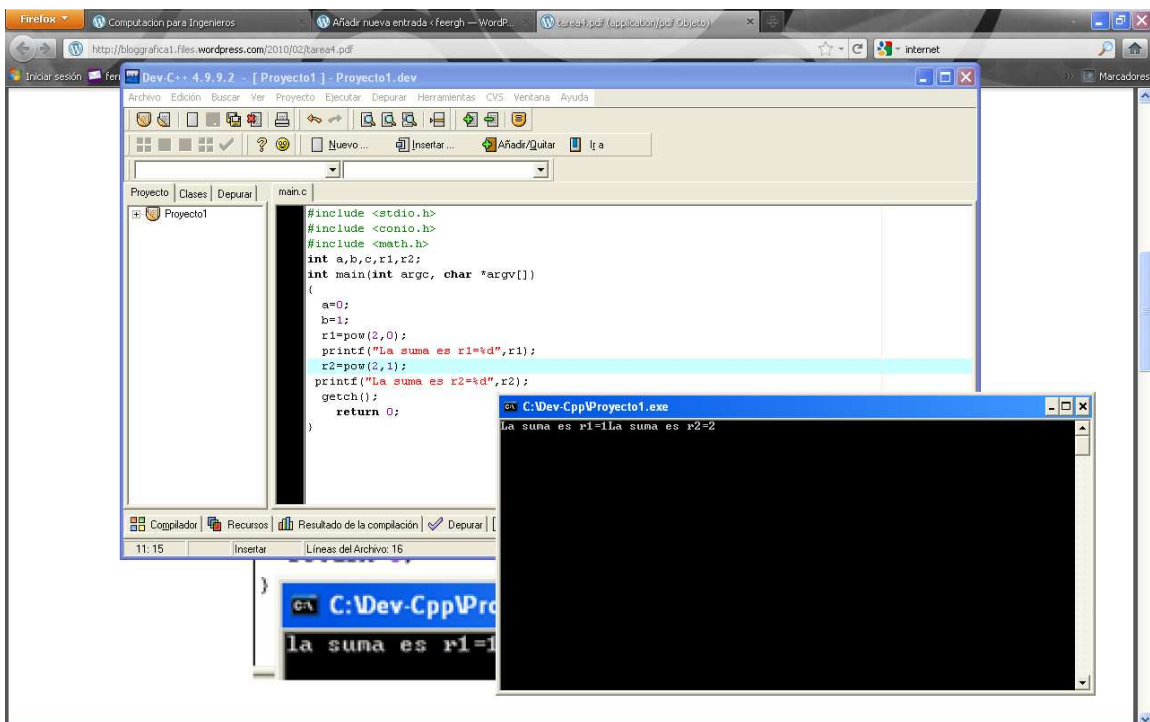 Firefox
Computacion para Ingenieros
Añadir nueva entrada ‹ feergh — WordP...
tarea4.pdf (application/pdf Objeto)
http://bloggrafica1.files.wordpress.com/2010/02/tarea4.pdf
internet
Iniciar sesión
Marcadores
Dev-C++ 4.9.9.2 - [ Proyecto1 ] - Proyecto1.dev
Archivo Edición Buscar Ver Proyecto Ejecutar Depurar Herramientas CVS Ventana Ayuda
Nuevo ... Insertar ... Añadir/Quitar Ir a
Proyecto Clases Depurar main.c
Proyecto1
#include <stdio.h>
#include <conio.h>
#include <math.h>
int a,b,c,r1,r2;
int main(int argc, char *argv[])
{
a=0;
b=1;
r1=pow(2,0);
printf("La suma es r1=%d",r1);
r2=pow(2,1);
printf("La suma es r2=%d",r2);
getch();
return 0;
}
C:\Dev-Cpp\Proyecto1.exe
La suma es r1=1La suma es r2=2
Compilador Recursos Resultado de la compilación Depurar
11: 15 Insertar Líneas del Archivo: 16
}
C:\Dev-Cpp\Pro
la suma es r1=1